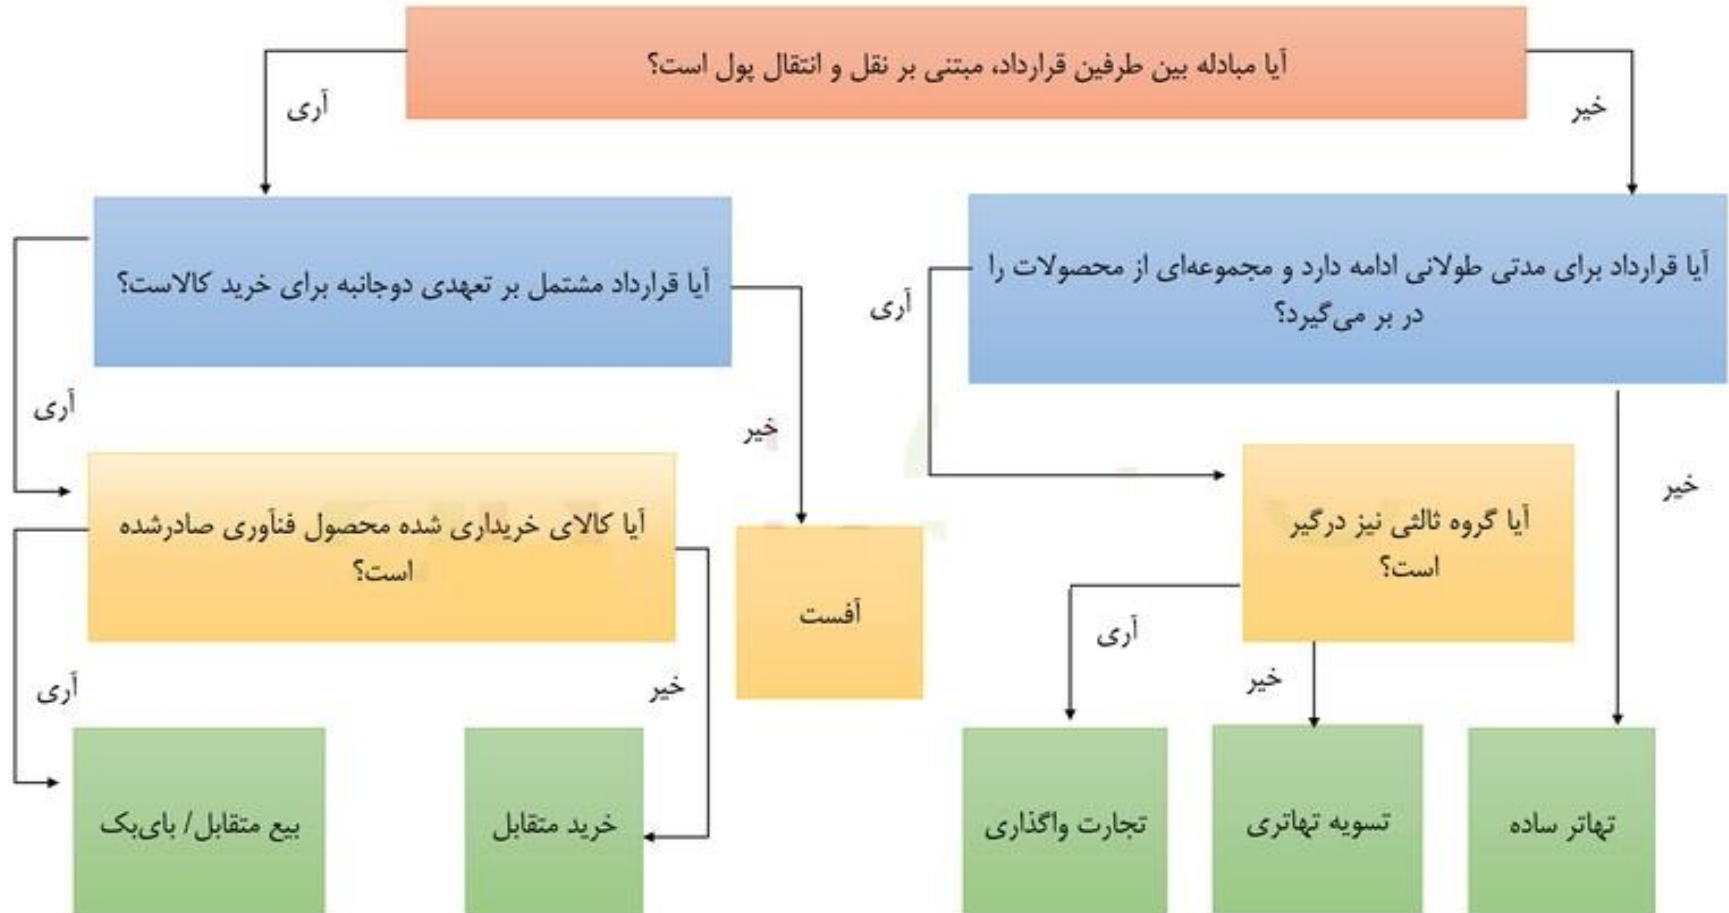 آیا مبادله بین طرفین قرارداد، مبتنی بر نقل و انتقال پول است؟
خیر
آری
آیا قرارداد برای مدتی طولانی ادامه دارد و مجموعه‌ای از محصولات را
در بر می‌گیرد؟
آیا قرارداد مشتمل بر تعهدی دوجانبه برای خرید کالاست؟
آری
خیر
آری
خیر
آیا گروه ثالثی نیز درگیر
است؟
آفست
آیا کالای خریداری شده محصول فنآوری صادرشده
است؟
خیر
آری
خیر
آری
تهاتر ساده
تسویه تهاتری
تجارت واگذاری
خرید متقابل
بیع متقابل/ بای‌بک